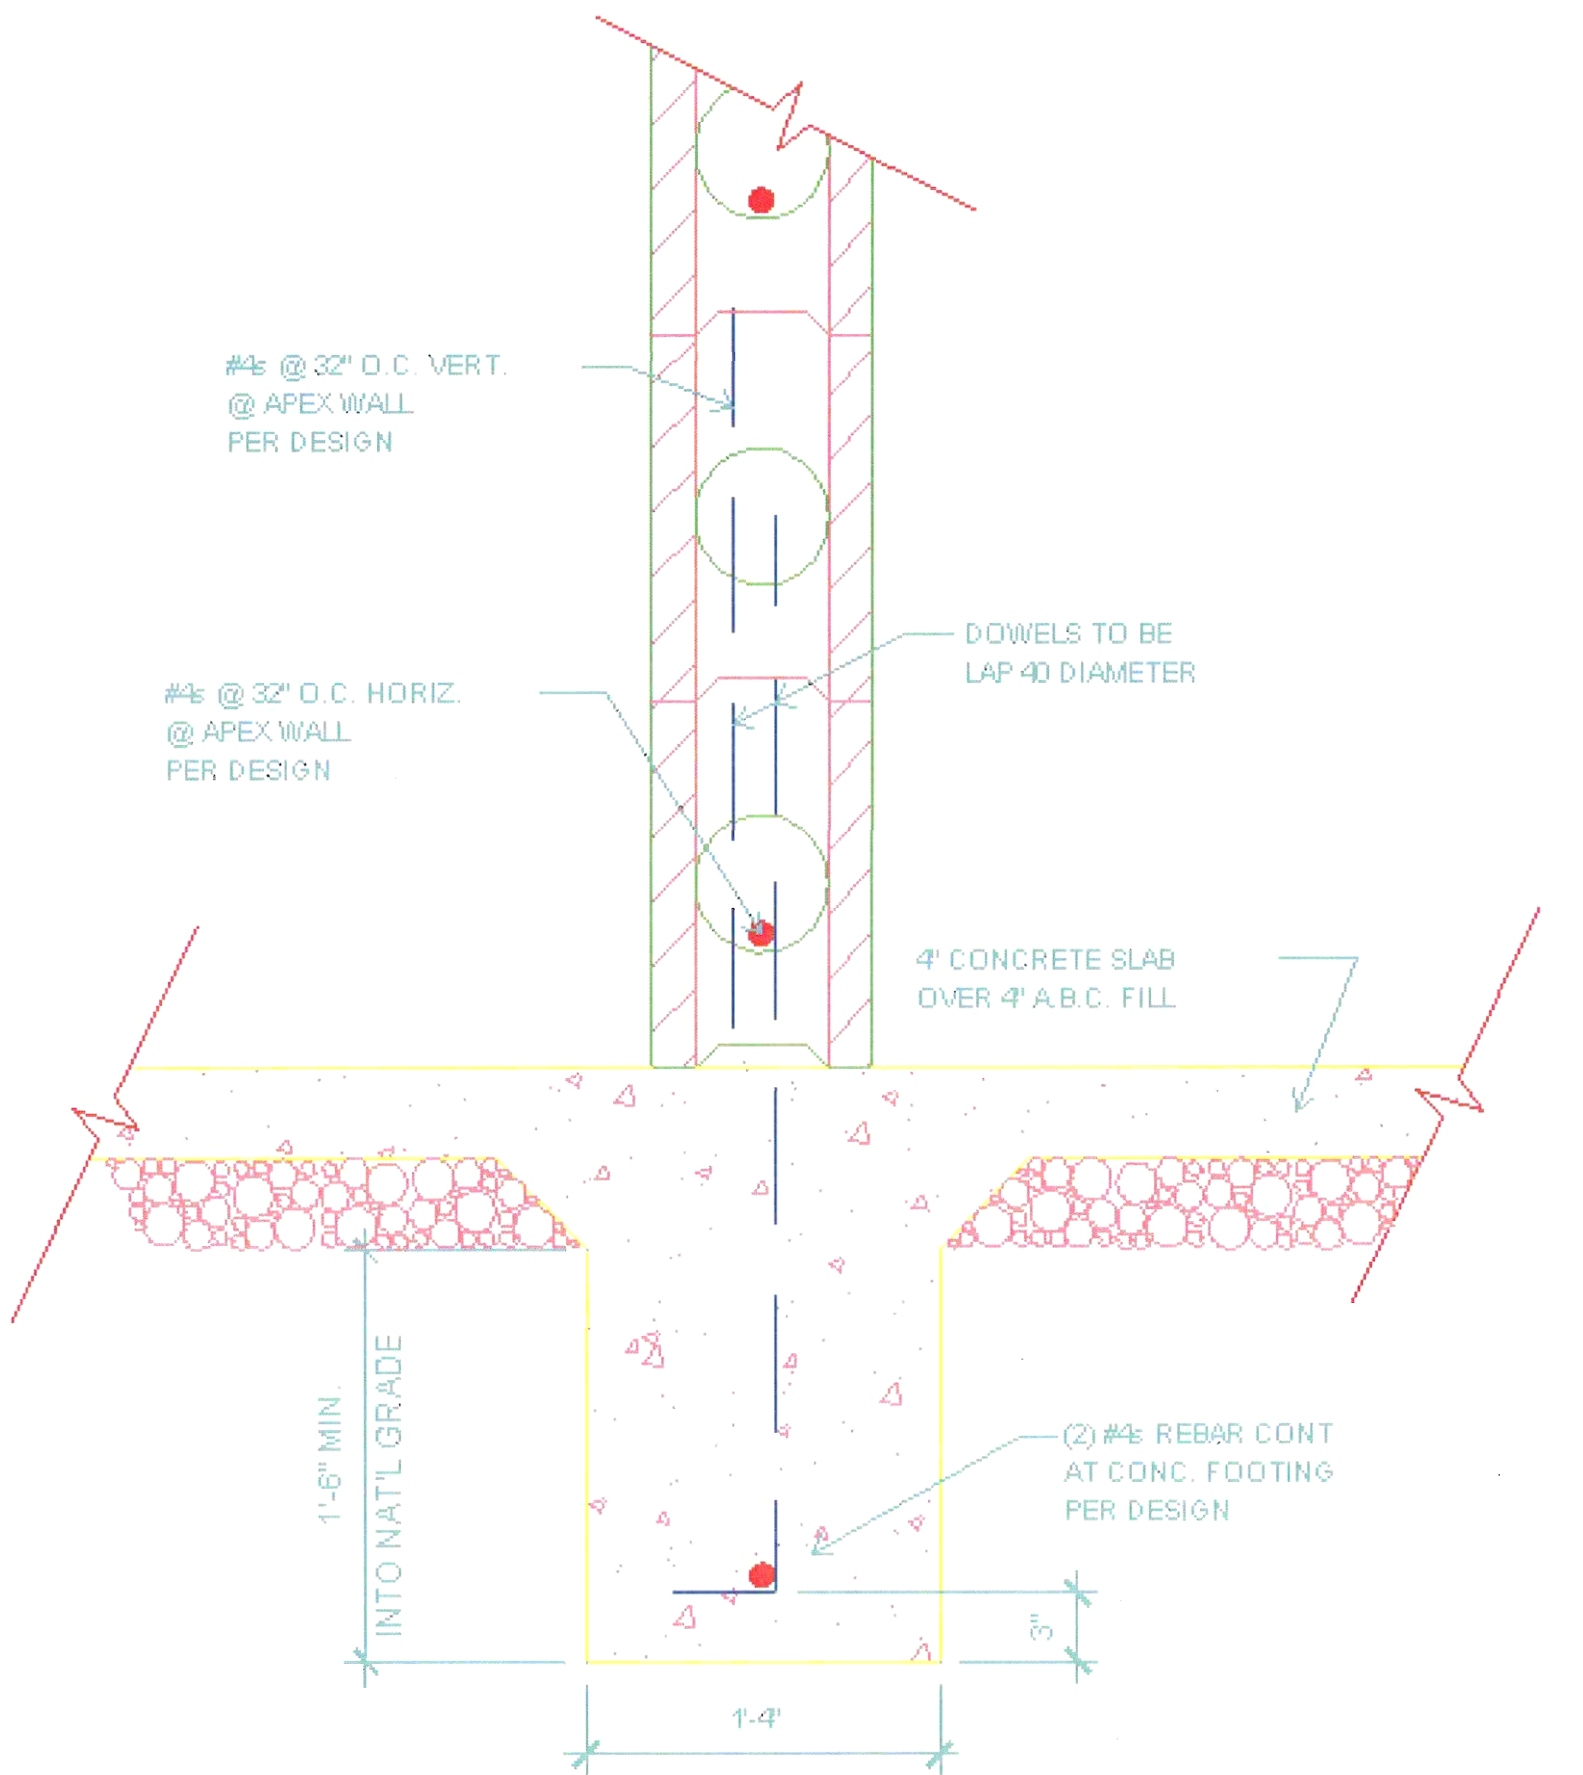 #4s @ 32" O.C. VERT.
@ APEX WALL
PER DESIGN
DOWELS TO BE
LAP 40 DIAMETER
#4s @ 32" O.C. HORIZ.
@ APEX WALL
PER DESIGN
4" CONCRETE SLAB
OVER 4" A.B.C. FILL
1'-6" MIN.
INTO NAT'L GRADE
(2) #4s REBAR CONT
AT CONC. FOOTING
PER DESIGN
3"
1'-4"